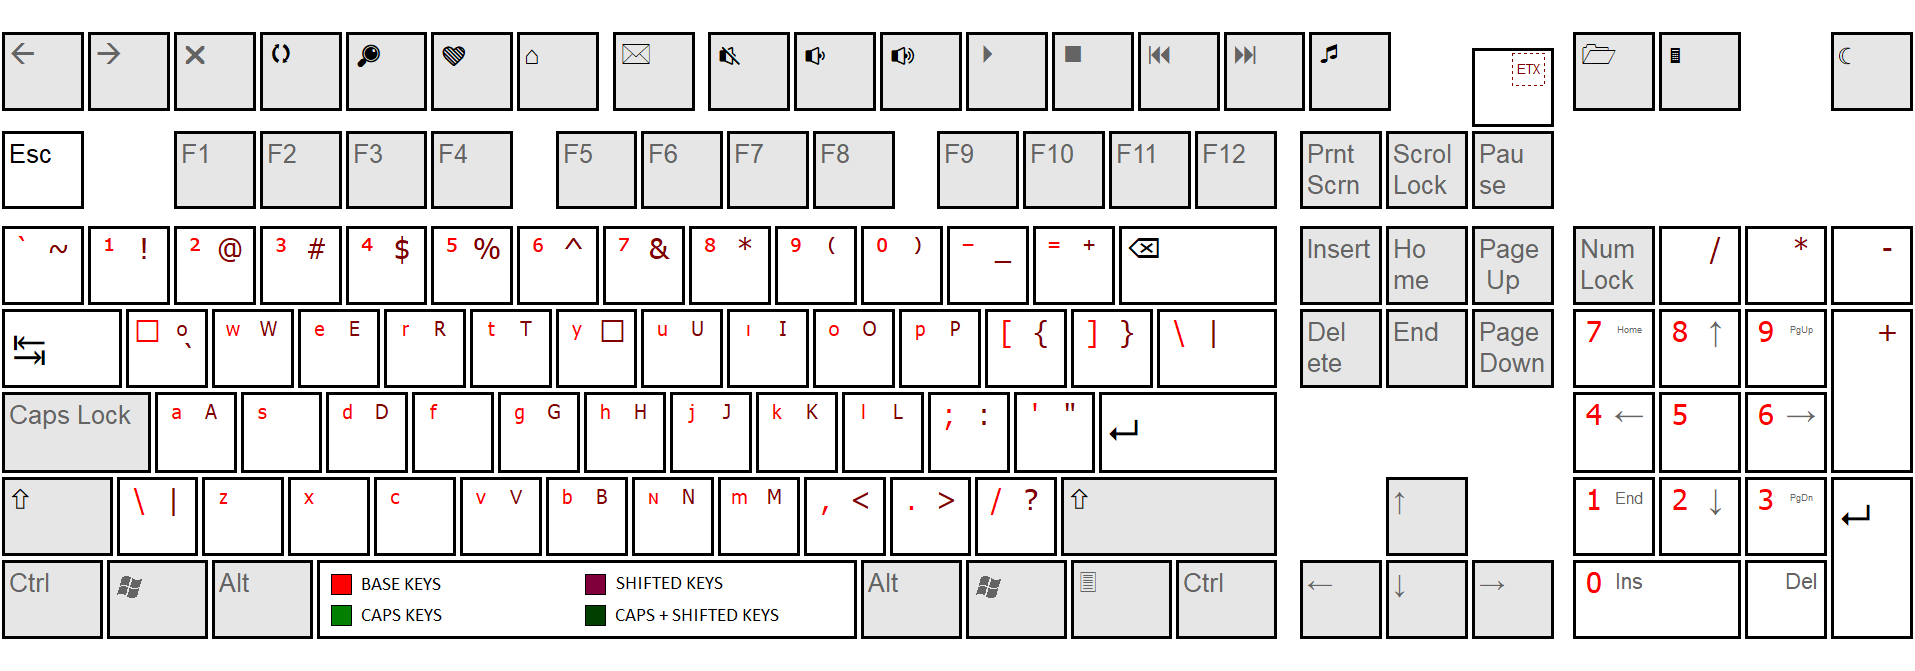 ETX
Esc F1 F2 F3 F4 F5 F6 F7 F8 F9 F10 F11 F12 Prnt Scrol Pau
Scrn Lock se
` ~ 1 ! 2 @ 3 # 4 $ 5 % 6 ^ 7 & 8 * 9 ( 0 ) - _ = + ⌫ Insert Ho Page Num / * -
me Up Lock
□ o̖ w W e E r R t T y □ u U ı I o O p P [ { ] } \ | Del End Page 7 Home 8 ↑ 9 PgUp +
ete Down
Caps Lock a A s d D f g G h H j J k K l L ; : ' " 4 ← 5 6 →
⇧ \ | z x c v V b B ɴ N m M , < . > / ? ⇧ ↑ 1 End 2 ↓ 3 PgDn
Ctrl Alt BASE KEYS SHIFTED KEYS Alt Ctrl ← ↓ → 0 Ins Del
CAPS KEYS CAPS + SHIFTED KEYS